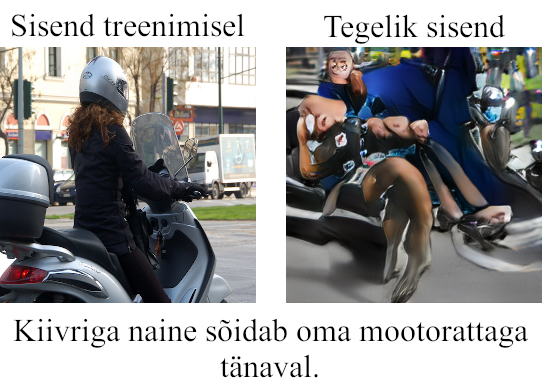 Sisend treenimisel
Tegelik sisend
Kiivriga naine sõidab oma mootorattaga
tänaval.